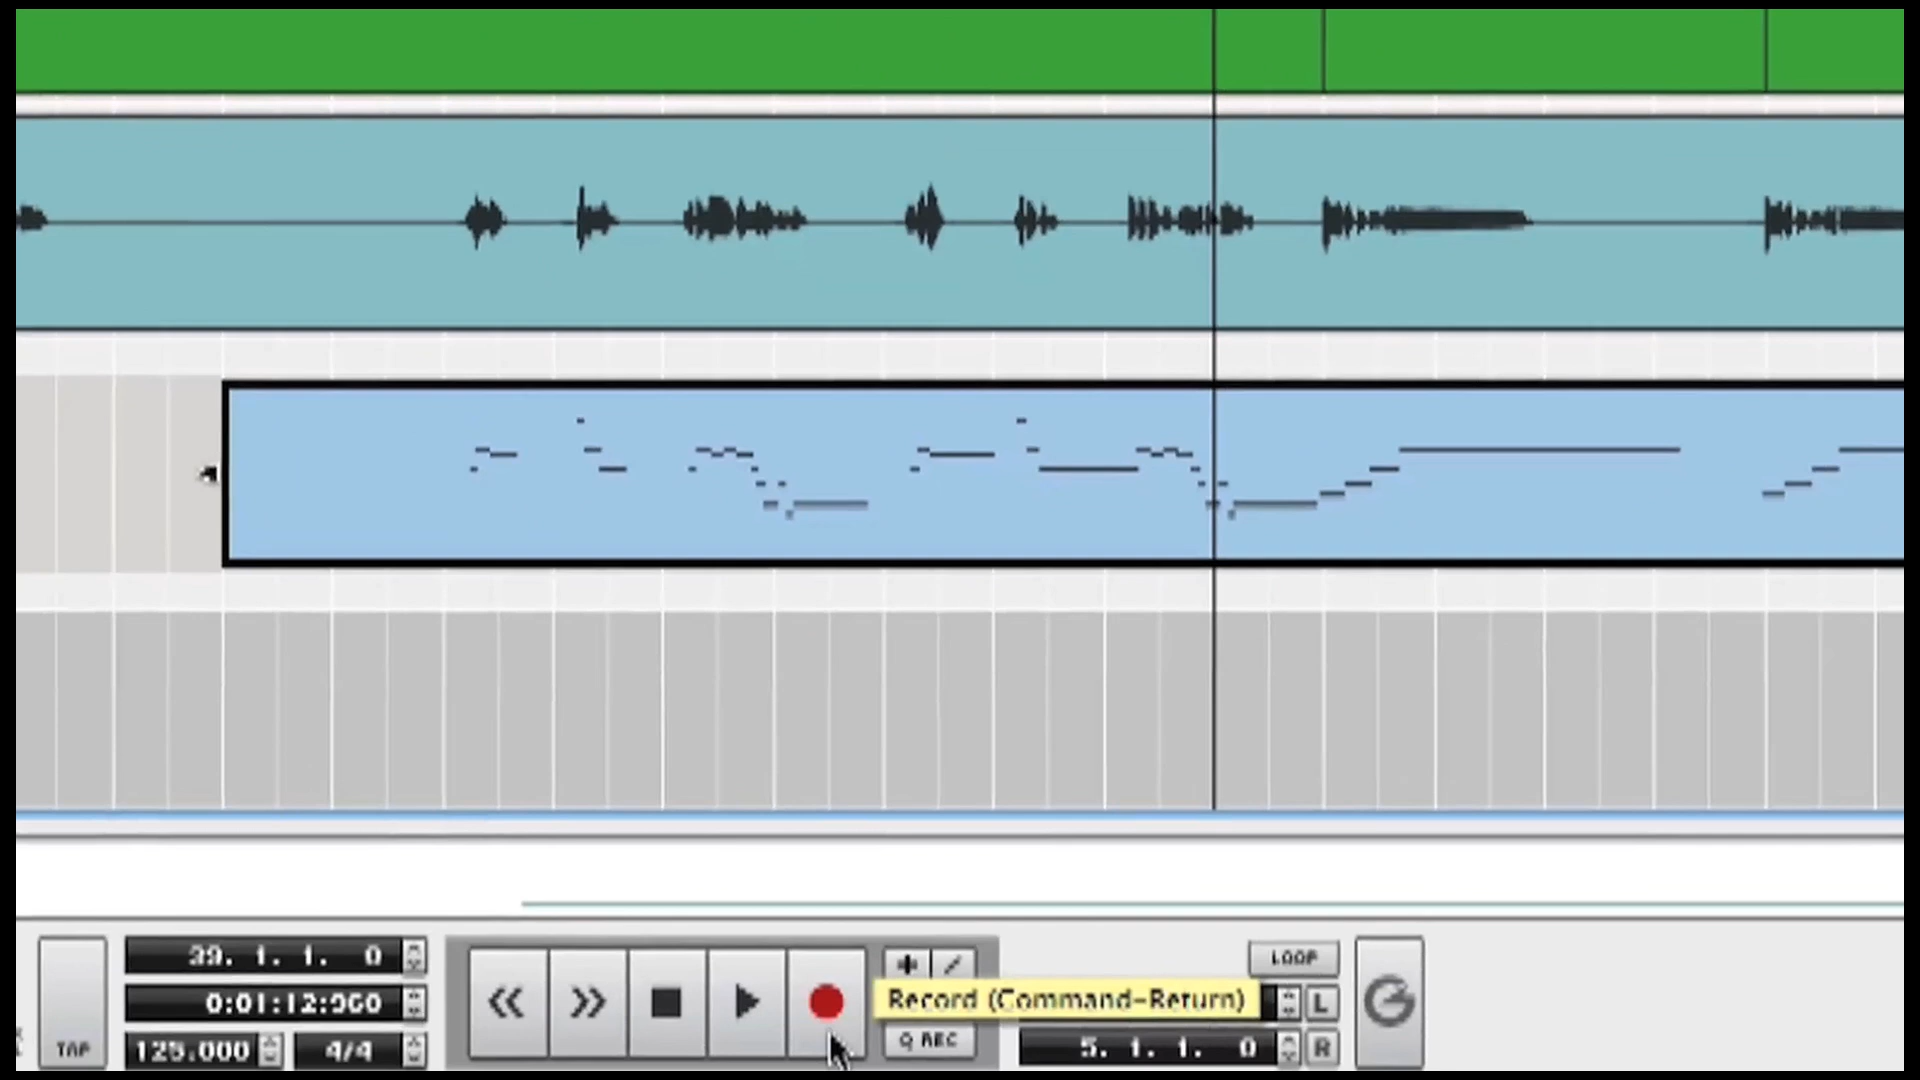 39. 1. 1. 0
LOOP
0:01:12:960
Record (Command-Return)
L
TAP
125.000
4/4
Q REC
5. 1. 1. 0
R